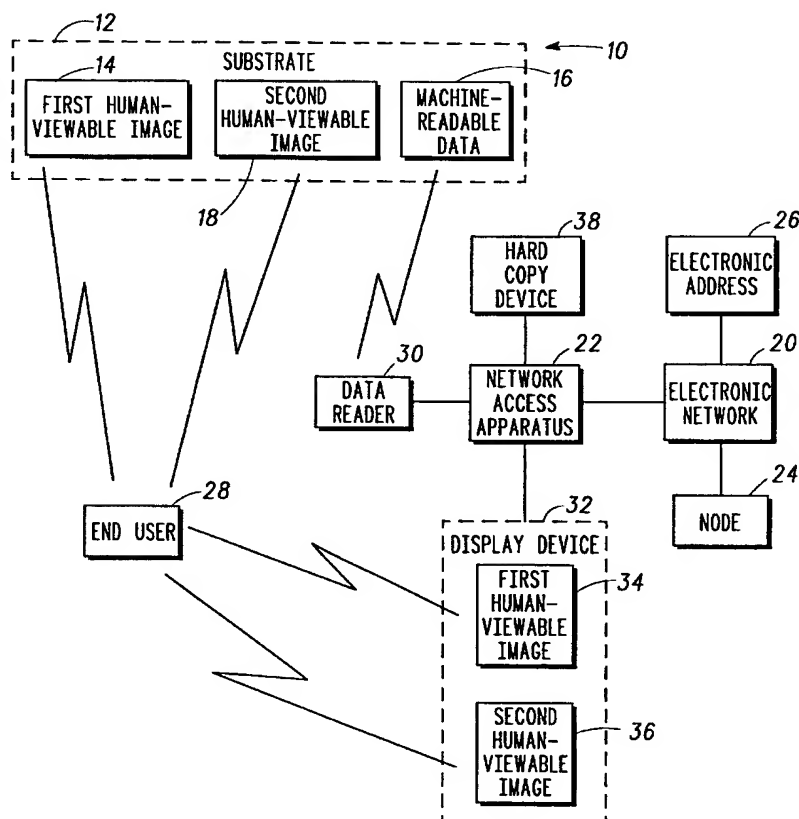 12
10
SUBSTRATE
14
16
FIRST HUMAN-
VIEWABLE IMAGE
SECOND
HUMAN-VIEWABLE
IMAGE
MACHINE-
READABLE
DATA
18
38
HARD
COPY
DEVICE
26
ELECTRONIC
ADDRESS
30
DATA
READER
22
NETWORK
ACCESS
APPARATUS
20
ELECTRONIC
NETWORK
28
END USER
24
NODE
32
DISPLAY DEVICE
34
FIRST
HUMAN-
VIEWABLE
IMAGE
36
SECOND
HUMAN-
VIEWABLE
IMAGE